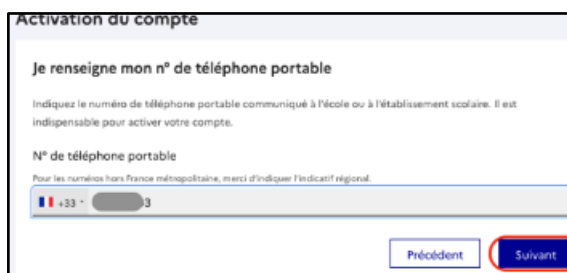 Activation du compte
Je renseigne mon n° de téléphone portable
Indiquez le numéro de téléphone portable communiqué à l'école ou à l'établissement scolaire. Il est
indispensable pour activer votre compte.
N° de téléphone portable
Pour les numéros hors France métropolitaine, merci d'indiquer l'indicatif régional.
+33 3
Précédent Suivant